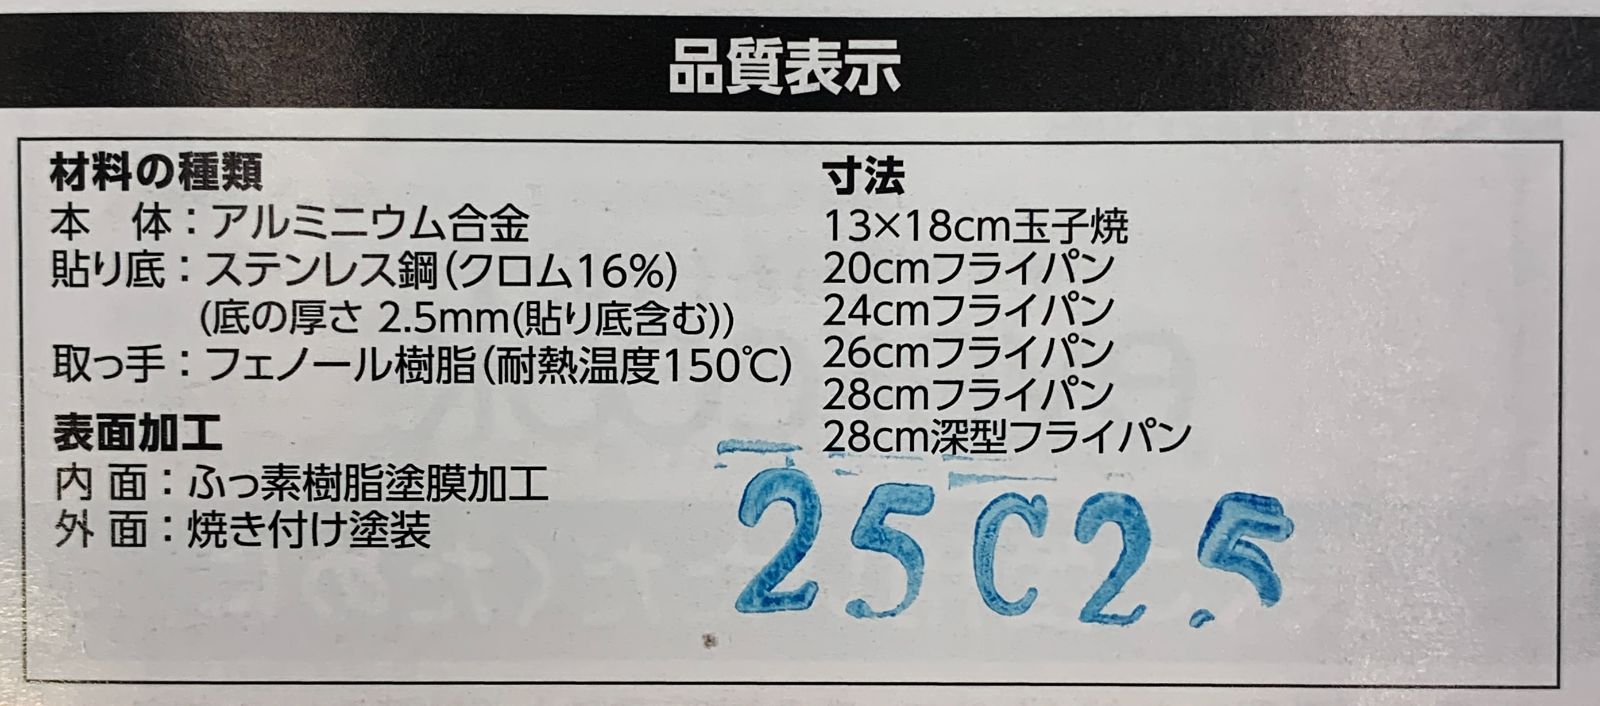 品質表示
材料の種類
本 体：アルミニウム合金
貼り底：ステンレス鋼(クロム16%)
(底の厚さ 2.5mm(貼り底含む))
取っ手：フェノール樹脂(耐熱温度150℃)
表面加工
内 面：ふっ素樹脂塗膜加工
外 面：焼き付け塗装
寸法
13×18cm玉子焼
20cmフライパン
24cmフライパン
26cmフライパン
28cmフライパン
28cm深型フライパン
25C2.5